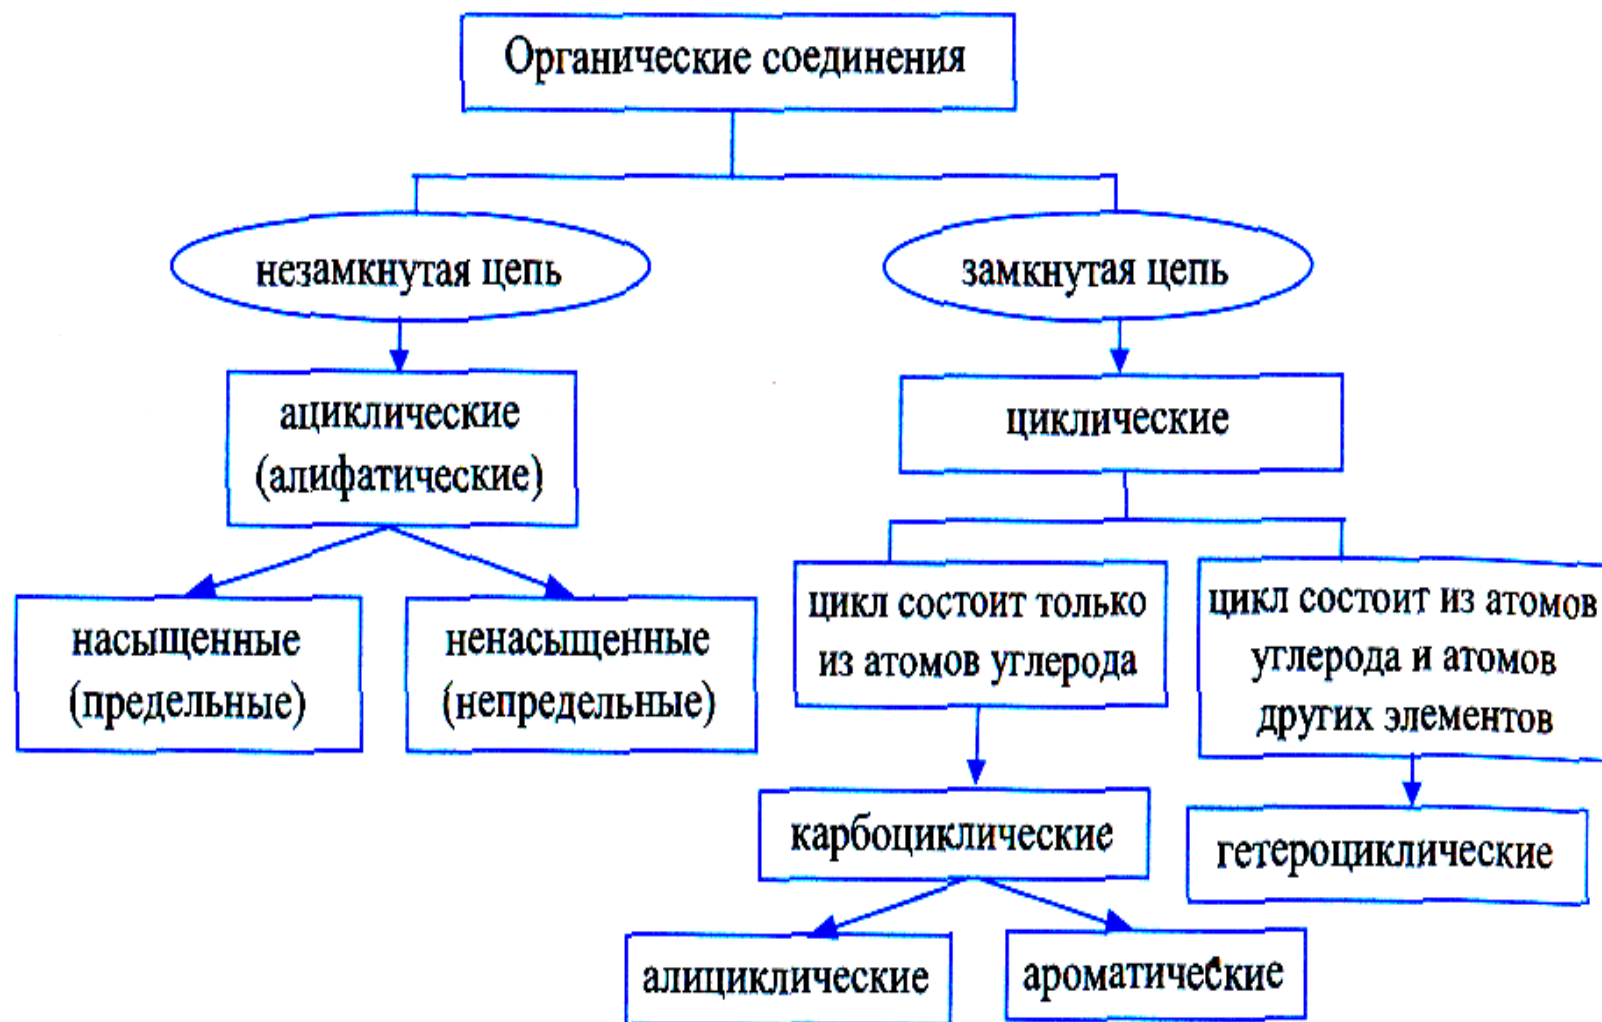 Органические соединения
незамкнутая цепь
замкнутая цепь
ациклические
(алифатические)
циклические
насыщенные
(предельные)
ненасыщенные
(непредельные)
цикл состоит только
из атомов углерода
цикл состоит из атомов
углерода и атомов
других элементов
карбоциклические
гетероциклические
алициклические
ароматические